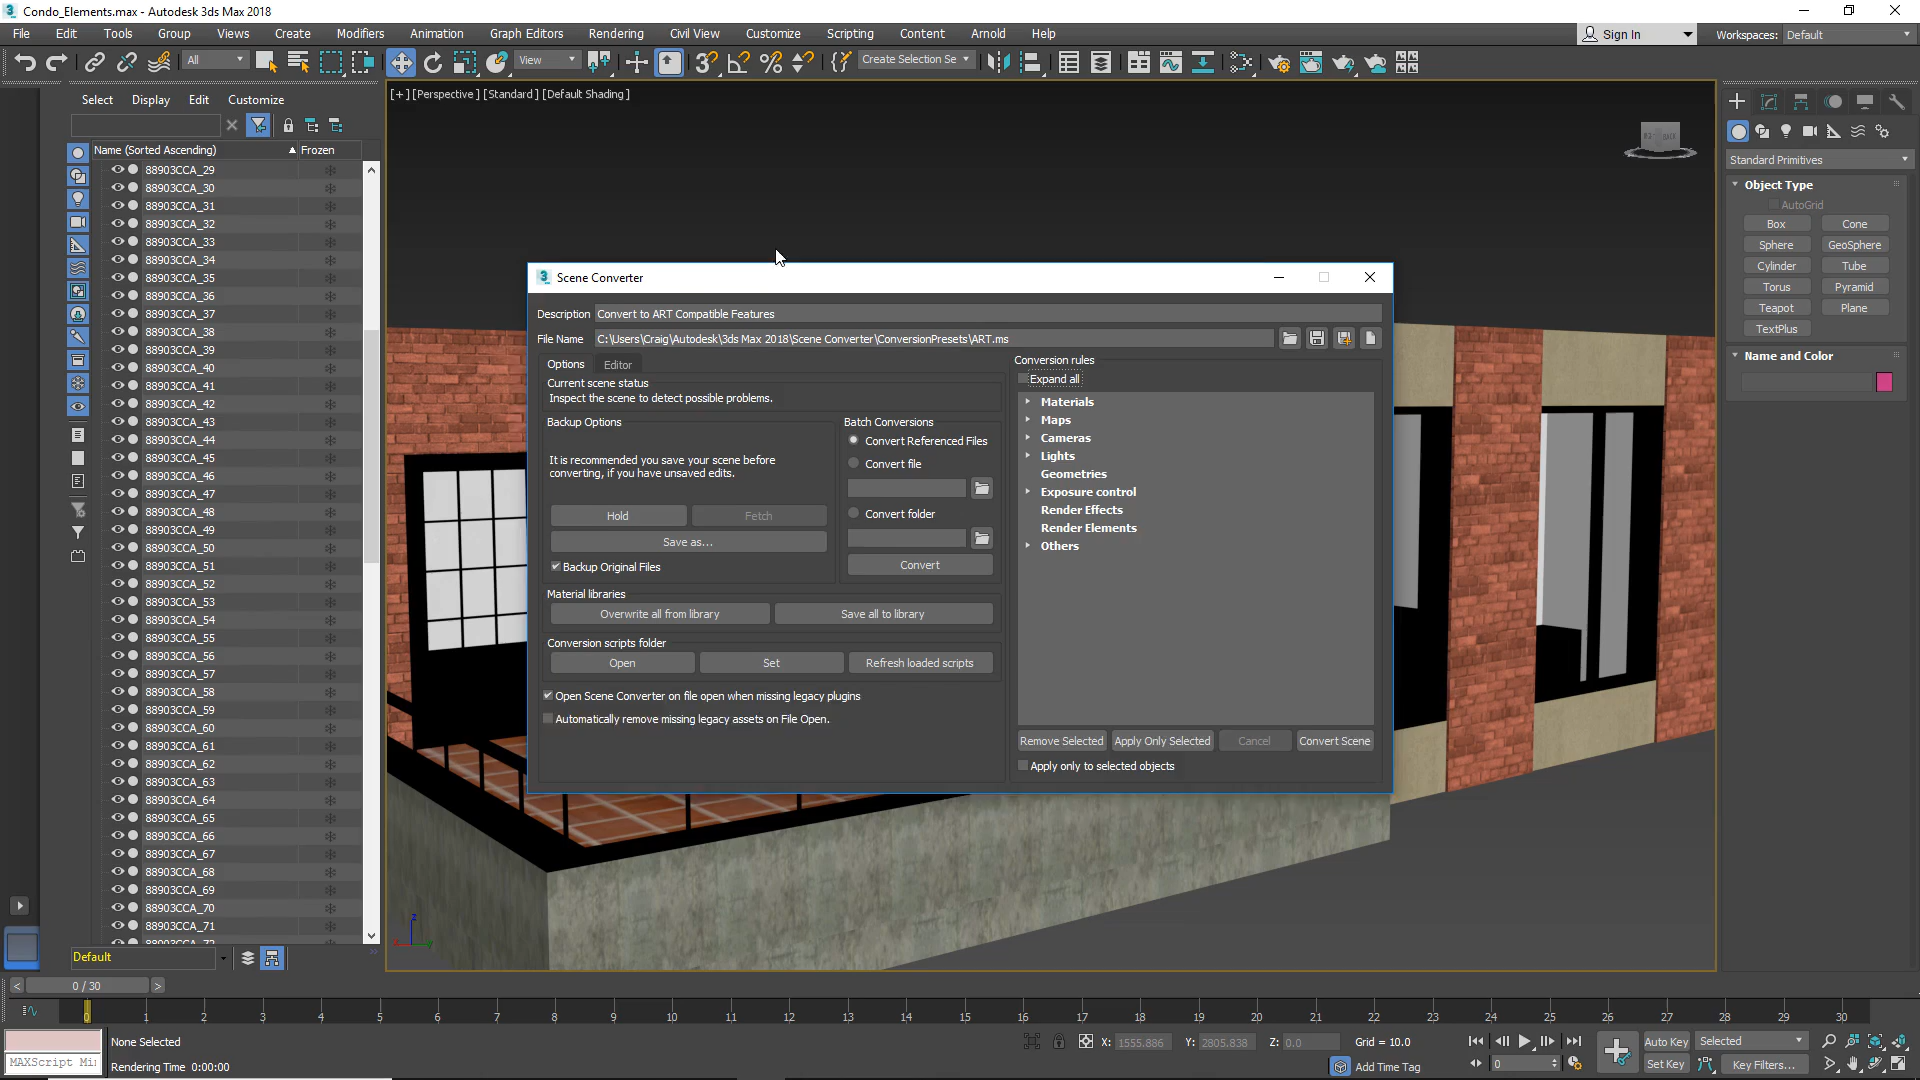 Condo_Elements.max - Autodesk 3ds Max 2018
File Edit Tools Group Views Create Modifiers Animation Graph Editors Rendering Civil View Customize Scripting Content Arnold Help
Sign In Workspaces: Default
All View Create Selection Se
Select Display Edit Customize
[+] [Perspective ] [Standard ] [Default Shading ]
Name (Sorted Ascending) Frozen
88903CCA_29
88903CCA_30
88903CCA_31
88903CCA_32
88903CCA_33
88903CCA_34
88903CCA_35
88903CCA_36
88903CCA_37
88903CCA_38
88903CCA_39
88903CCA_40
88903CCA_41
88903CCA_42
88903CCA_43
88903CCA_44
88903CCA_45
88903CCA_46
88903CCA_47
88903CCA_48
88903CCA_49
88903CCA_50
88903CCA_51
88903CCA_52
88903CCA_53
88903CCA_54
88903CCA_55
88903CCA_56
88903CCA_57
88903CCA_58
88903CCA_59
88903CCA_60
88903CCA_61
88903CCA_62
88903CCA_63
88903CCA_64
88903CCA_65
88903CCA_66
88903CCA_67
88903CCA_68
88903CCA_69
88903CCA_70
88903CCA_71
Default
Scene Converter
Description Convert to ART Compatible Features
File Name C:\Users\Craig\Autodesk\3ds Max 2018\Scene Converter\ConversionPresets\ART.ms
Options Editor
Current scene status
Inspect the scene to detect possible problems.
Backup Options
It is recommended you save your scene before
converting, if you have unsaved edits.
Hold Fetch
Save as...
Backup Original Files
Batch Conversions
Convert Referenced Files
Convert file
Convert folder
Convert
Material libraries
Overwrite all from library Save all to library
Conversion scripts folder
Open Set Refresh loaded scripts
Open Scene Converter on file open when missing legacy plugins
Automatically remove missing legacy assets on File Open.
Conversion rules
Expand all
Materials
Maps
Cameras
Lights
Geometries
Exposure control
Render Effects
Render Elements
Others
Remove Selected Apply Only Selected Cancel Convert Scene
Apply only to selected objects
Standard Primitives
Object Type
AutoGrid
Box Cone
Sphere GeoSphere
Cylinder Tube
Torus Pyramid
Teapot Plane
TextPlus
Name and Color
< 0 / 30 >
0 1 2 3 4 5 6 7 8 9 10 11 12 13 14 15 16 17 18 19 20 21 22 23 24 25 26 27 28 29 30
None Selected
X: 1555.886 Y: 2805.838 Z: 0.0 Grid = 10.0
Auto Key Selected
MAXScript Mi
Rendering Time 0:00:00
Add Time Tag
0
Set Key Key Filters...